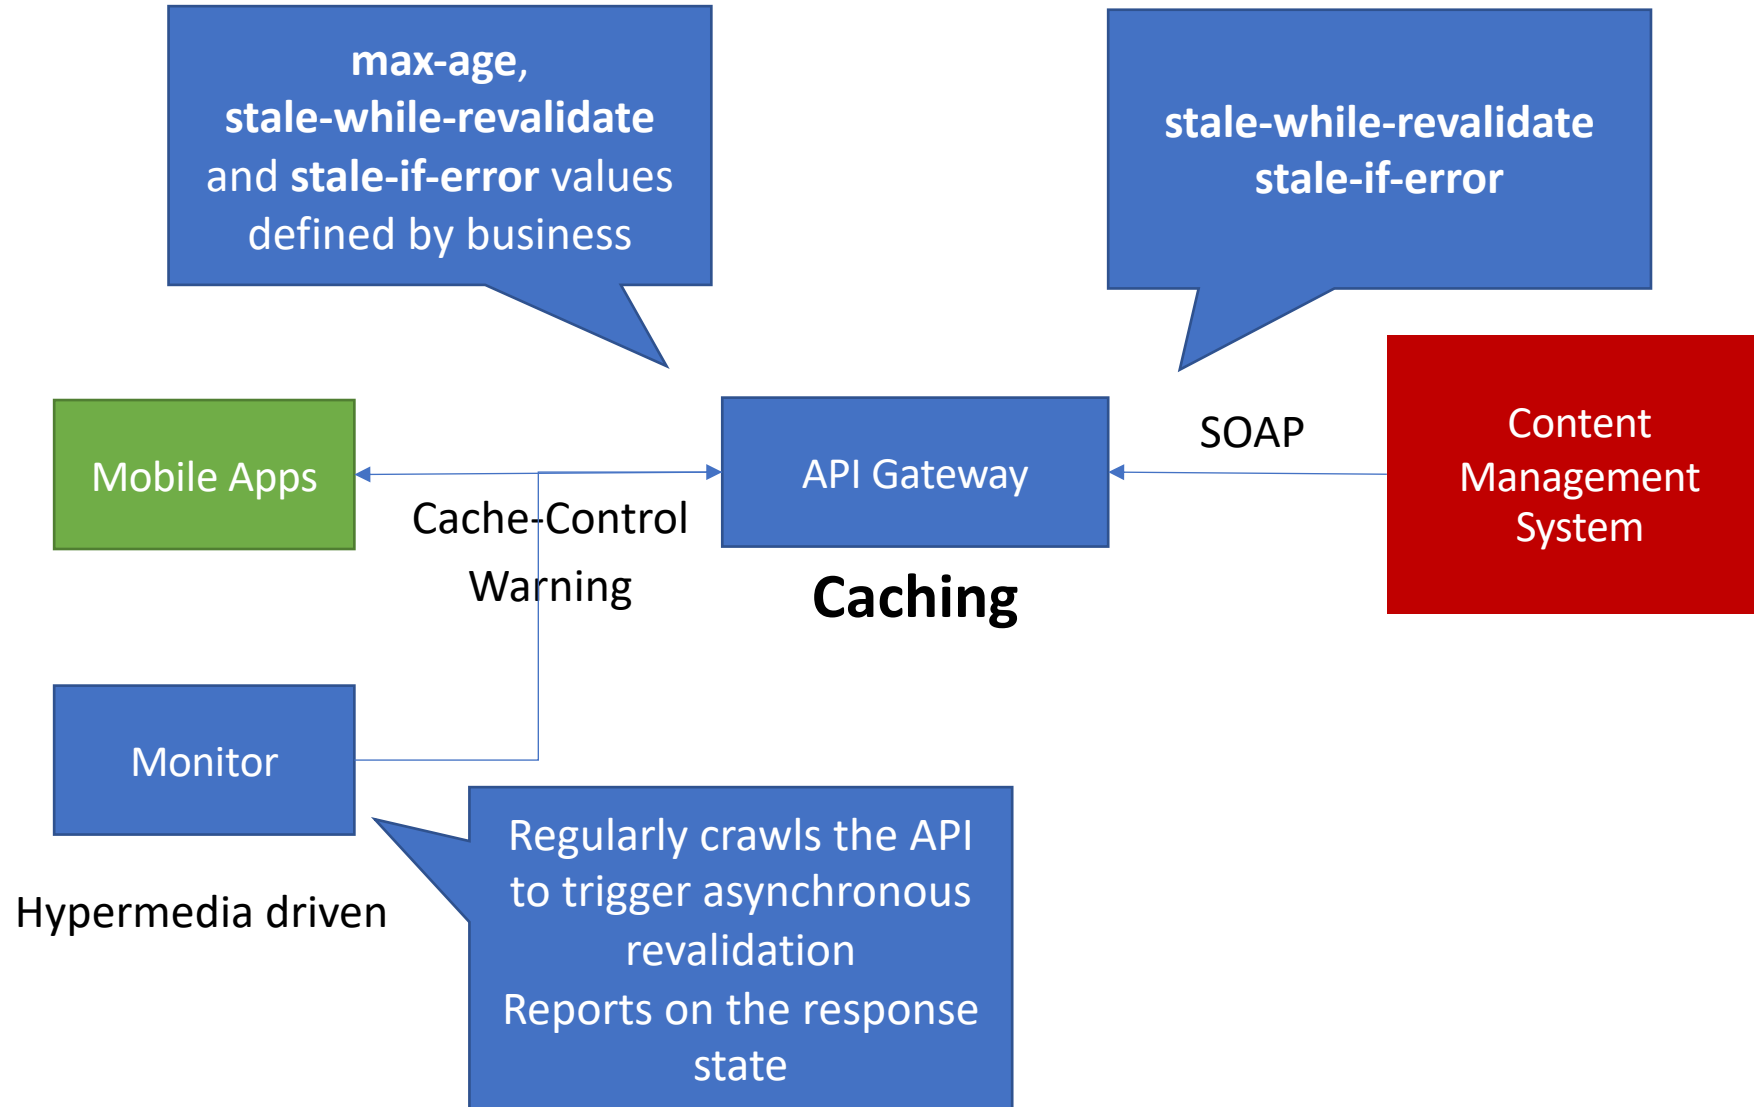 max-age,
stale-while-revalidate
and stale-if-error values
defined by business
stale-while-revalidate
stale-if-error
Mobile Apps
Cache-Control
Warning
API Gateway
Caching
SOAP
Content
Management
System
Monitor
Hypermedia driven
Regularly crawls the API
to trigger asynchronous
revalidation
Reports on the response
state